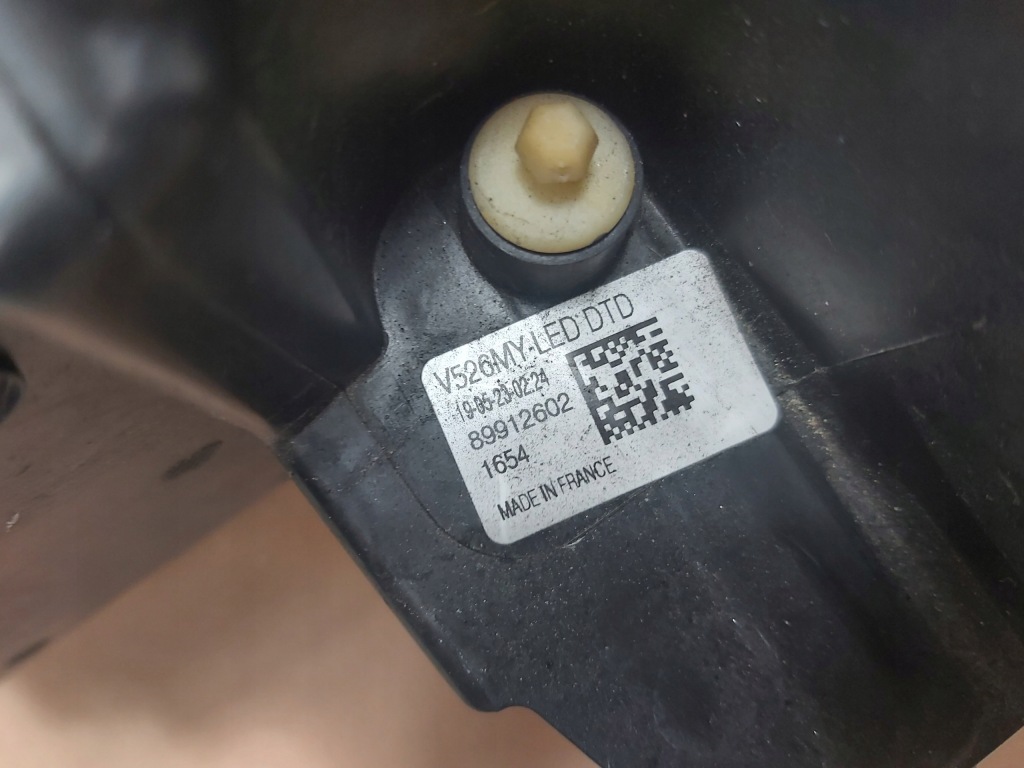 V526MY LED DTD
19-05-23-02:24
89912602
1654
MADE IN FRANCE